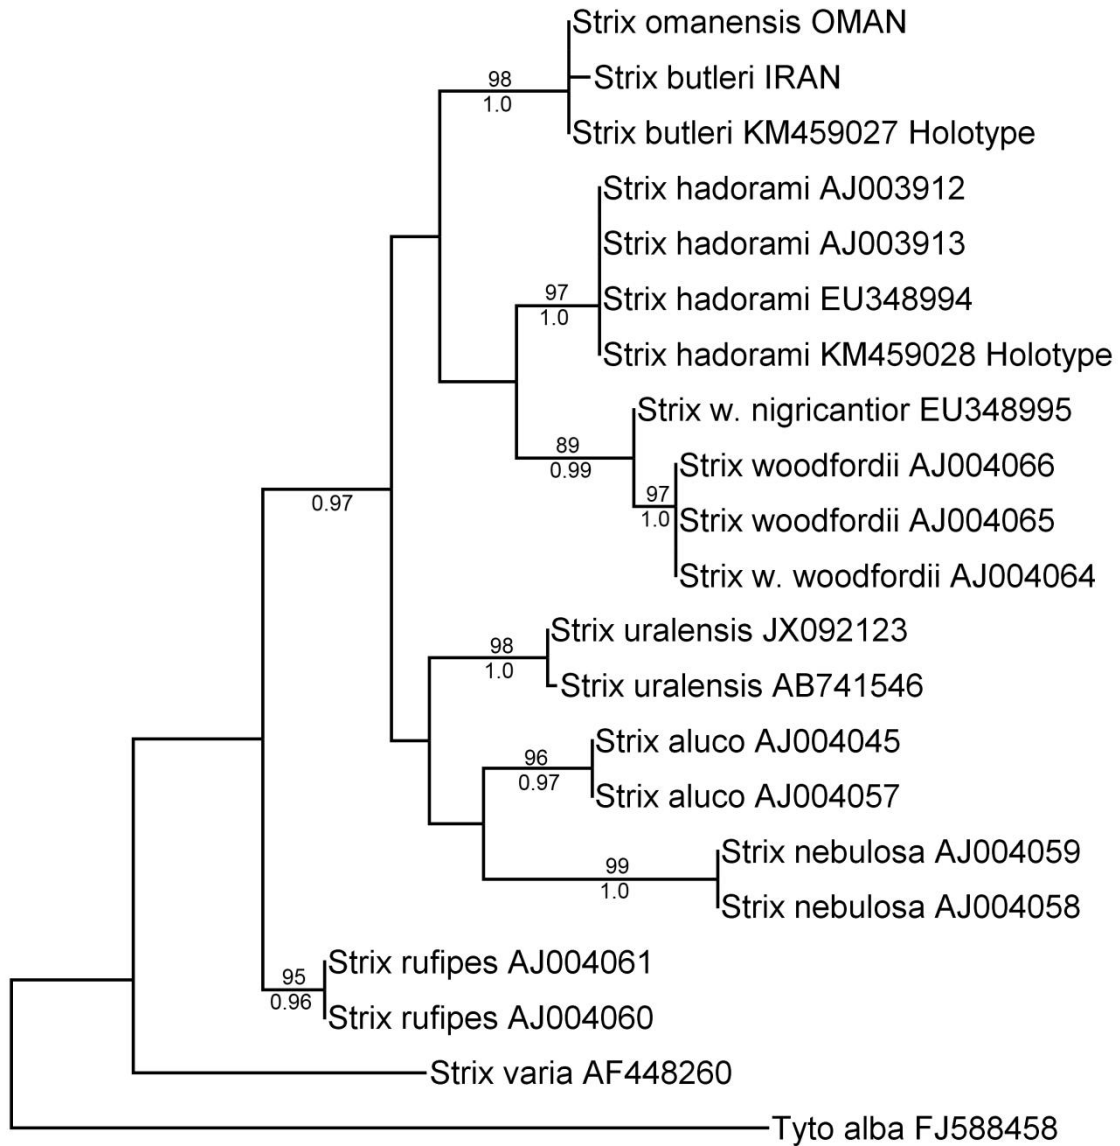 Strix omanensis OMAN
98
Strix butleri IRAN
1.0
Strix butleri KM459027 Holotype
Strix hadorami AJ003912
Strix hadorami AJ003913
97
Strix hadorami EU348994
1.0
Strix hadorami KM459028 Holotype
Strix w. nigricantior EU348995
89
0.99
Strix woodfordii AJ004066
97
0.97
1.0
Strix woodfordii AJ004065
Strix w. woodfordii AJ004064
Strix uralensis JX092123
98
1.0
Strix uralensis AB741546
Strix aluco AJ004045
96
0.97
Strix aluco AJ004057
Strix nebulosa AJ004059
99
1.0
Strix nebulosa AJ004058
Strix rufipes AJ004061
95
0.96
Strix rufipes AJ004060
Strix varia AF448260
Tyto alba FJ588458